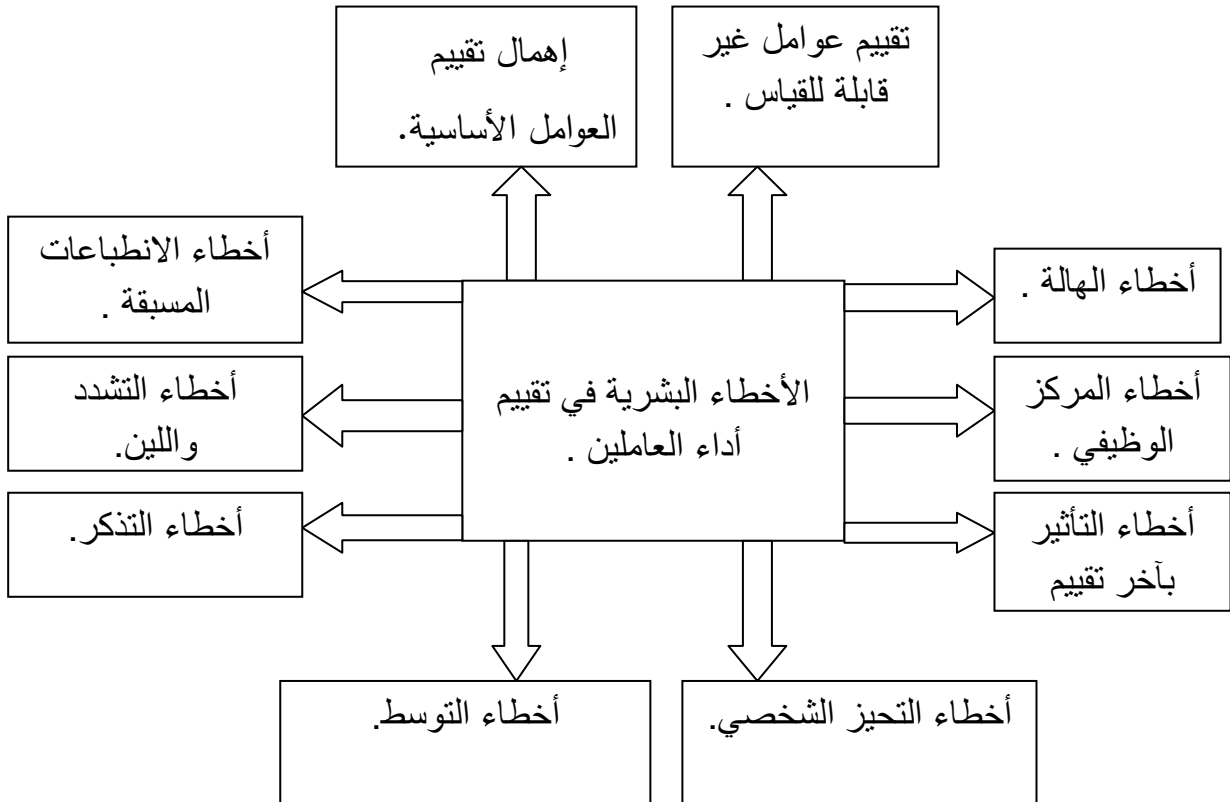 تقييم عوامل غير
قابلة للقياس .
إهمال تقييم
العوامل الأساسية.
أخطاء الهالة .
أخطاء الانطباعات
المسبقة .
الأخطاء البشرية في تقييم
أداء العاملين .
أخطاء المركز
الوظيفي .
أخطاء التشدد
واللين.
أخطاء التأثير
بآخر تقييم
أخطاء التذكر.
أخطاء التحيز الشخصي.
أخطاء التوسط.